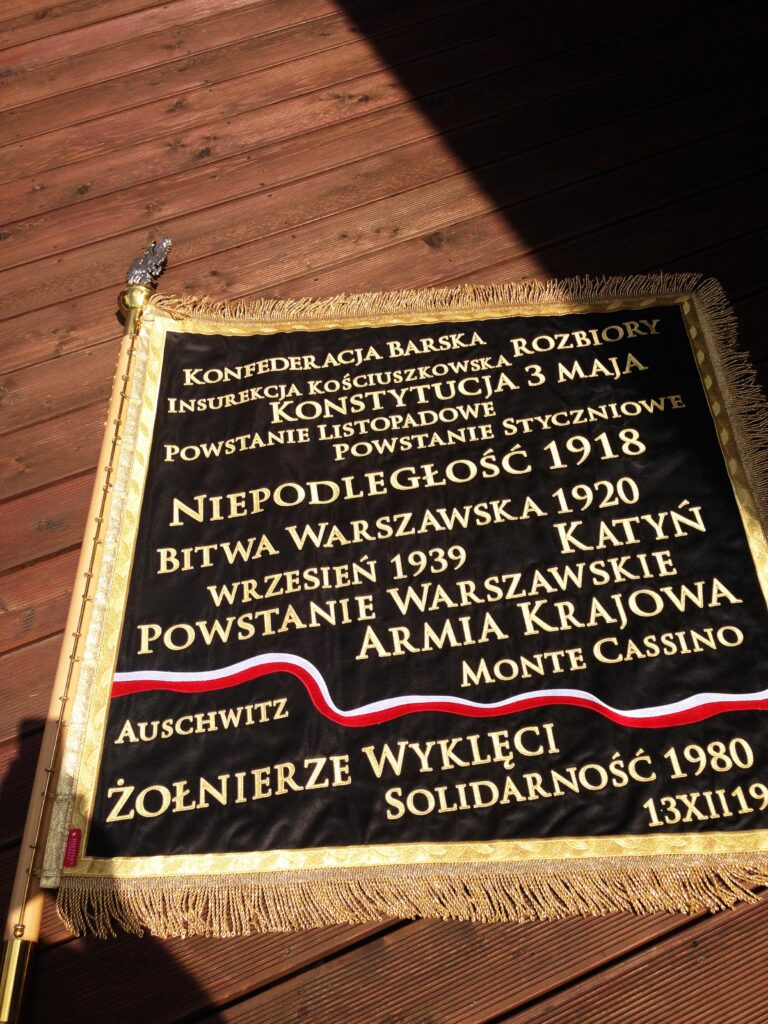 Konfederacja Barska
Rozbiory
Insurekcja Kościuszkowska
Konstytucja 3 Maja
Powstanie Listopadowe
Powstanie Styczniowe
Niepodległość 1918
Bitwa Warszawska 1920
Katyń
wrzesień 1939
Powstanie Warszawskie
Armia Krajowa
Monte Cassino
Auschwitz
Żołnierze Wyklęci
Solidarność 1980
13XII19